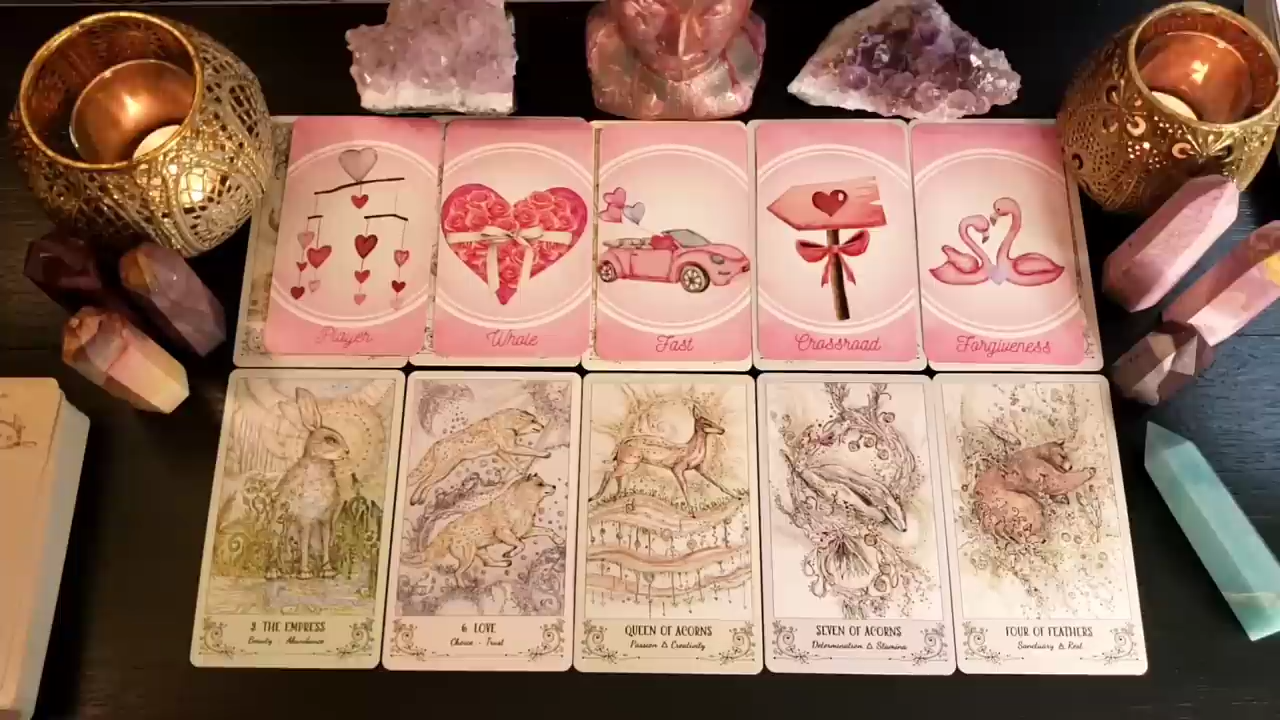 Player
Whole
Fast
Crossroad
Forgiveness
3 THE EMPRESS
Beauty Abundance
6 LOVE
Choice - Trust
QUEEN OF ACORNS
Passion △ Creativity
SEVEN OF ACORNS
Determination △ Stamina
FOUR OF FEATHERS
Sanctuary △ Rest